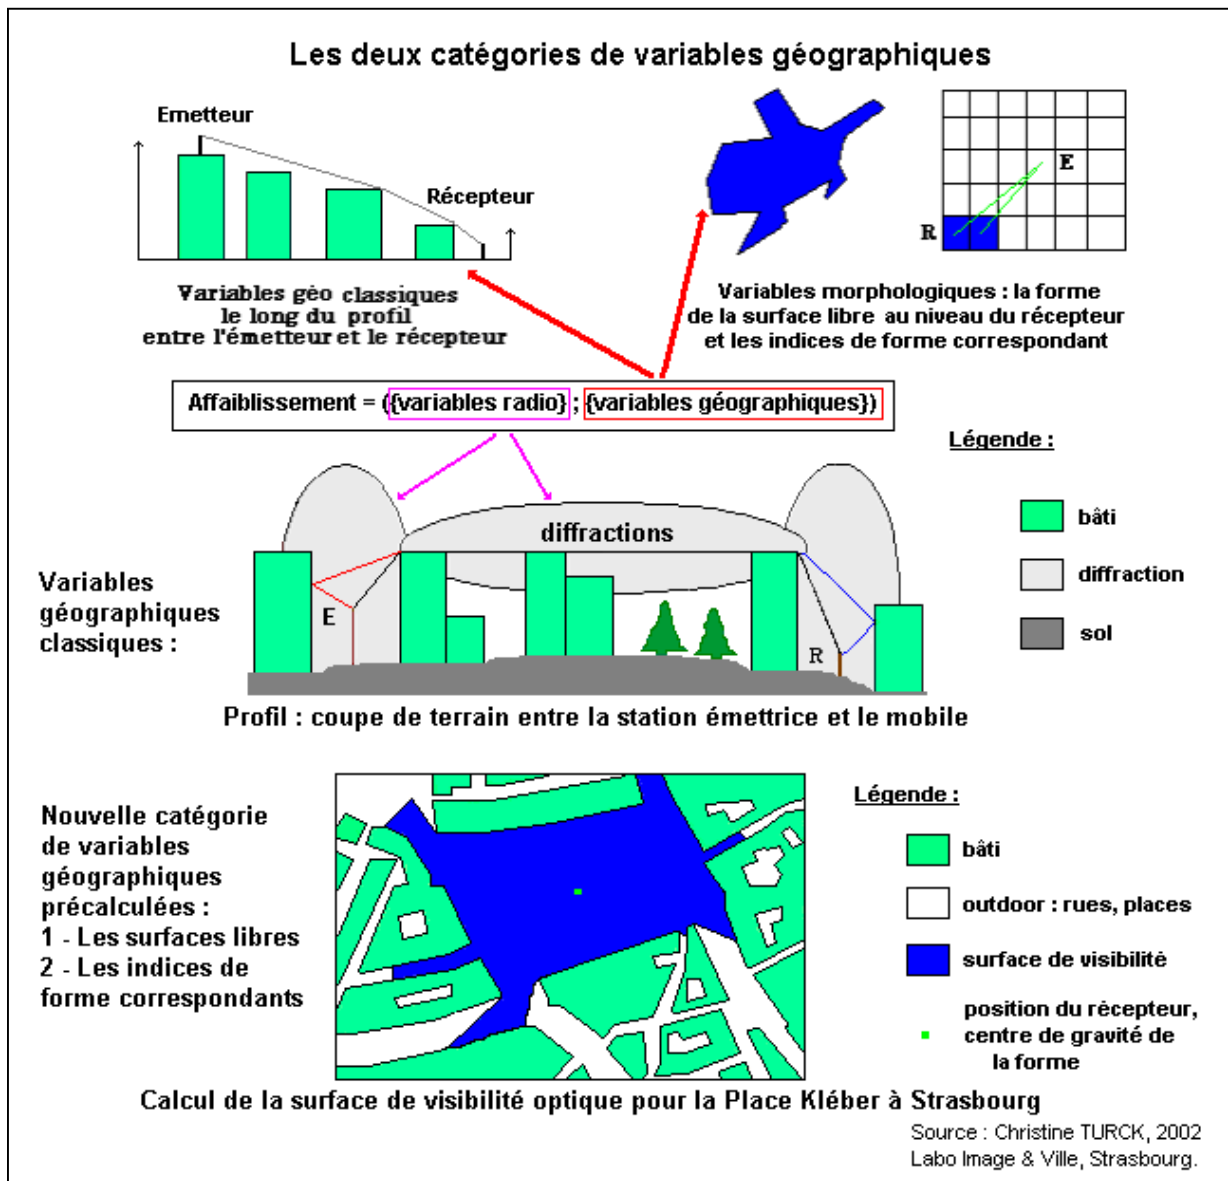 Les deux catégories de variables géographiques
Emetteur
Récepteur
E
R
Variables géo classiques
le long du profil
entre l'émetteur et le récepteur
Variables morphologiques : la forme
de la surface libre au niveau du récepteur
et les indices de forme correspondant
Affaiblissement = ({variables radio} ; {variables géographiques})
Légende :
bâti
diffraction
sol
diffractions
E
R
Variables
géographiques
classiques :
Profil : coupe de terrain entre la station émettrice et le mobile
Nouvelle catégorie
de variables
géographiques
précalculées :
1 - Les surfaces libres
2 - Les indices de
forme correspondants
Légende :
bâti
outdoor : rues, places
surface de visibilité
position du récepteur,
centre de gravité de
la forme
Calcul de la surface de visibilité optique pour la Place Kléber à Strasbourg
Source : Christine TURCK, 2002
Labo Image & Ville, Strasbourg.